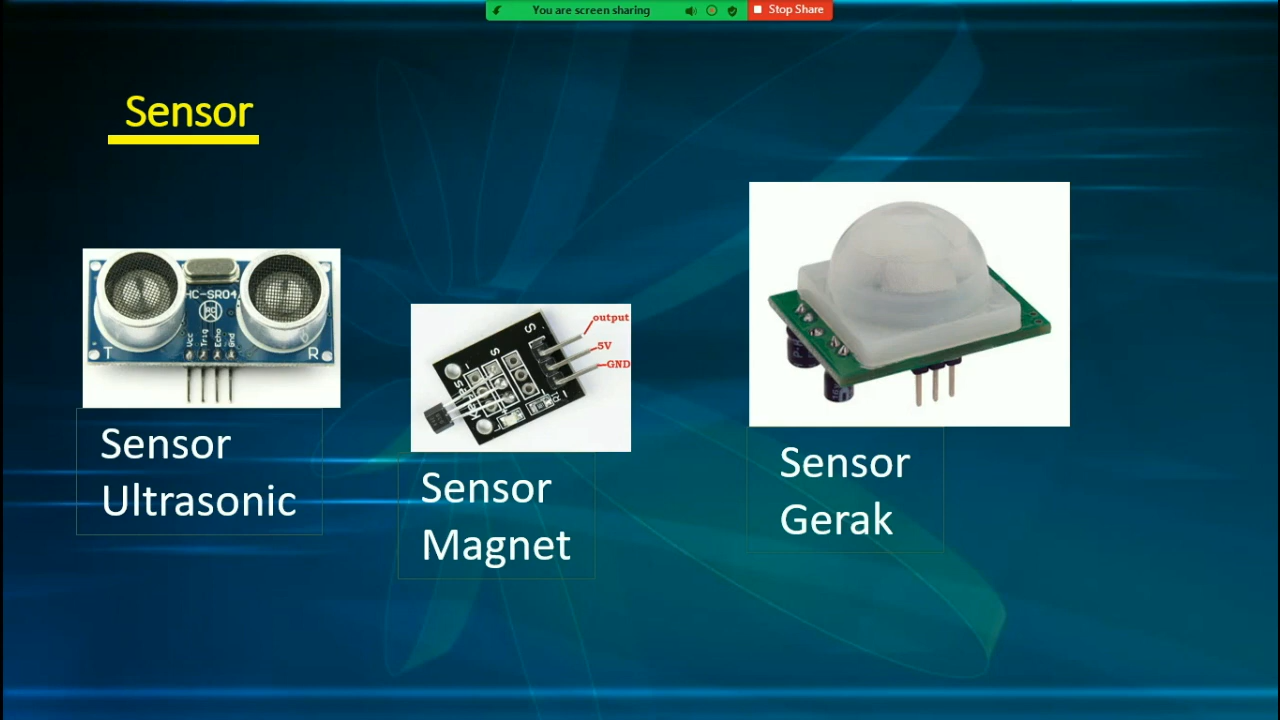 You are screen sharing
Stop Share
Sensor
HC-SR04
Vcc
Trig
Echo
Gnd
T
R
Sensor
Ultrasonic
output
5V
GND
S
S
Sensor
Magnet
Sensor
Gerak